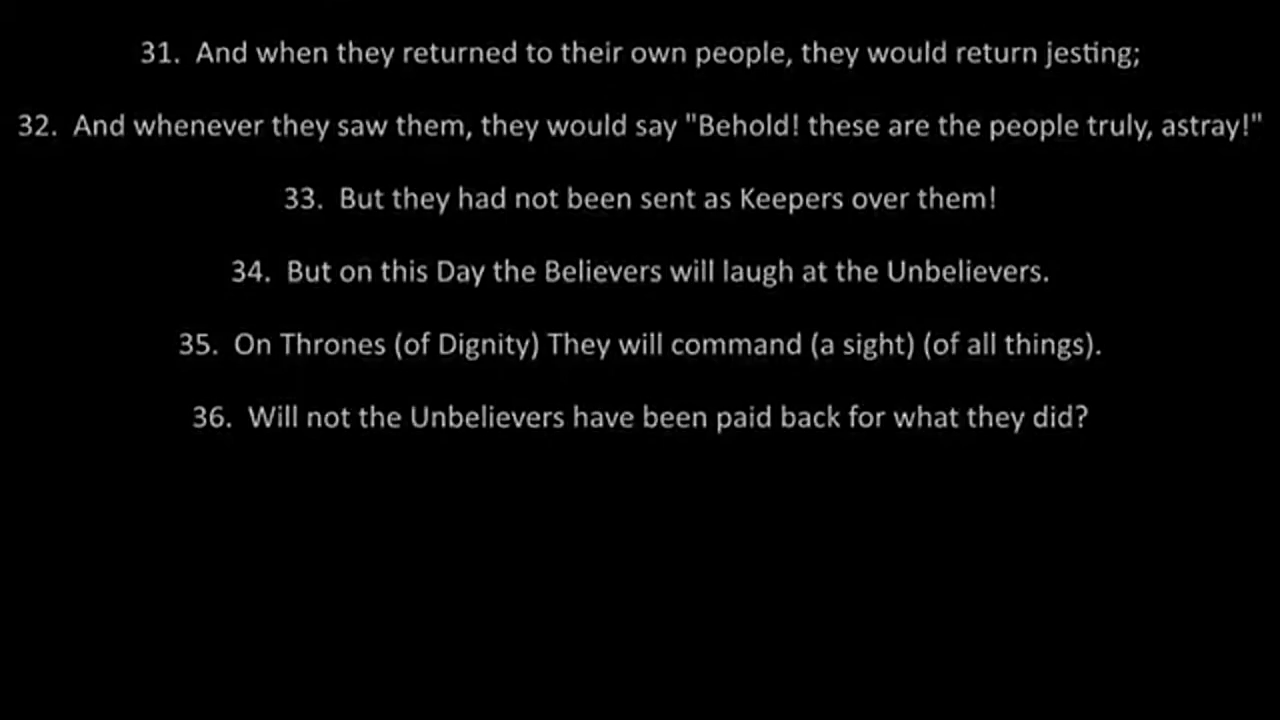 31. And when they returned to their own people, they would return jesting;
32. And whenever they saw them, they would say "Behold! these are the people truly, astray!"
33. But they had not been sent as Keepers over them!
34. But on this Day the Believers will laugh at the Unbelievers.
35. On Thrones (of Dignity) They will command (a sight) (of all things).
36. Will not the Unbelievers have been paid back for what they did?